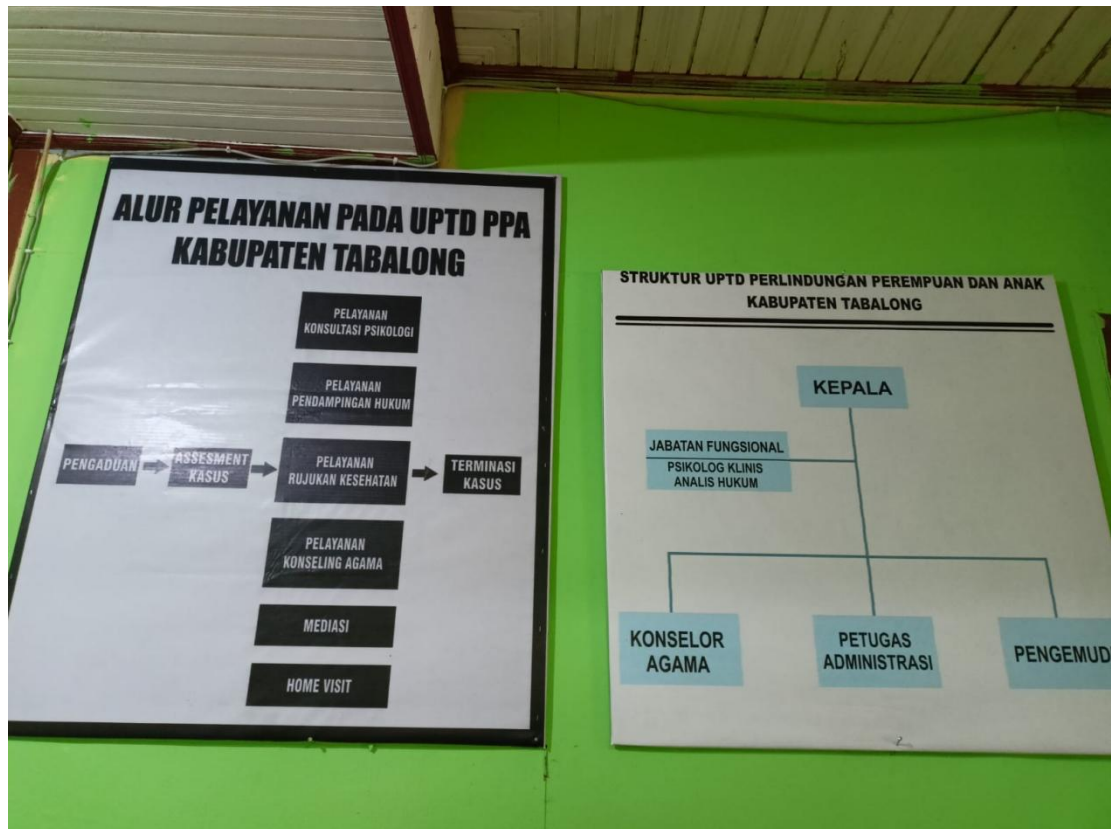 ALUR PELAYANAN PADA UPTD PPA
KABUPATEN TABALONG
PELAYANAN
KONSULTASI PSIKOLOGI
PELAYANAN
PENDAMPINGAN HUKUM
PENGADUAN
ASSESMENT
KASUS
PELAYANAN
RUJUKAN KESEHATAN
TERMINASI
KASUS
PELAYANAN
KONSELING AGAMA
MEDIASI
HOME VISIT
STRUKTUR UPTD PERLINDUNGAN PEREMPUAN DAN ANAK
KABUPATEN TABALONG
KEPALA
JABATAN FUNGSIONAL
PSIKOLOG KLINIS
ANALIS HUKUM
KONSELOR
AGAMA
PETUGAS
ADMINISTRASI
PENGEMUDI